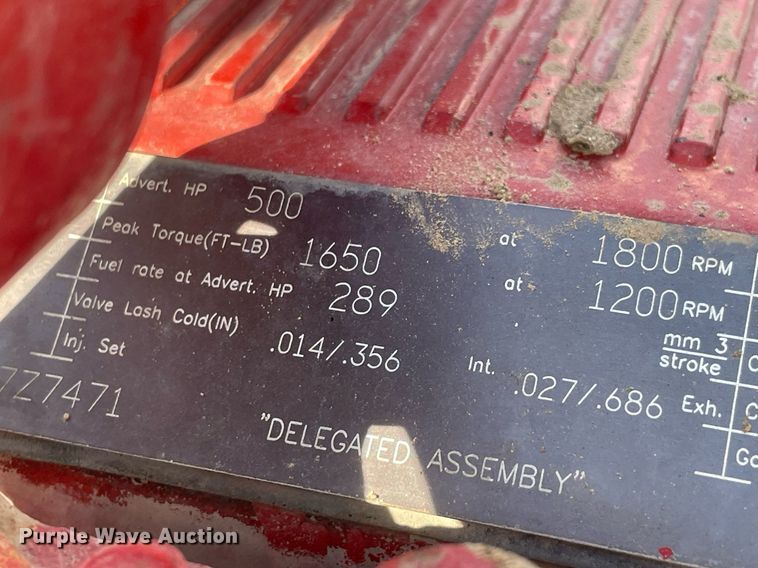 Advert. HP 500 at 1800 RPM
Peak Torque(FT-LB) 1650 at 1200 RPM
Fuel rate at Advert. HP 289 mm 3 stroke
Valve Lash Cold(IN) .014/.356 Int. .027/.686 Exh.
Inj. Set
7Z7471
"DELEGATED ASSEMBLY"
Purple Wave Auction